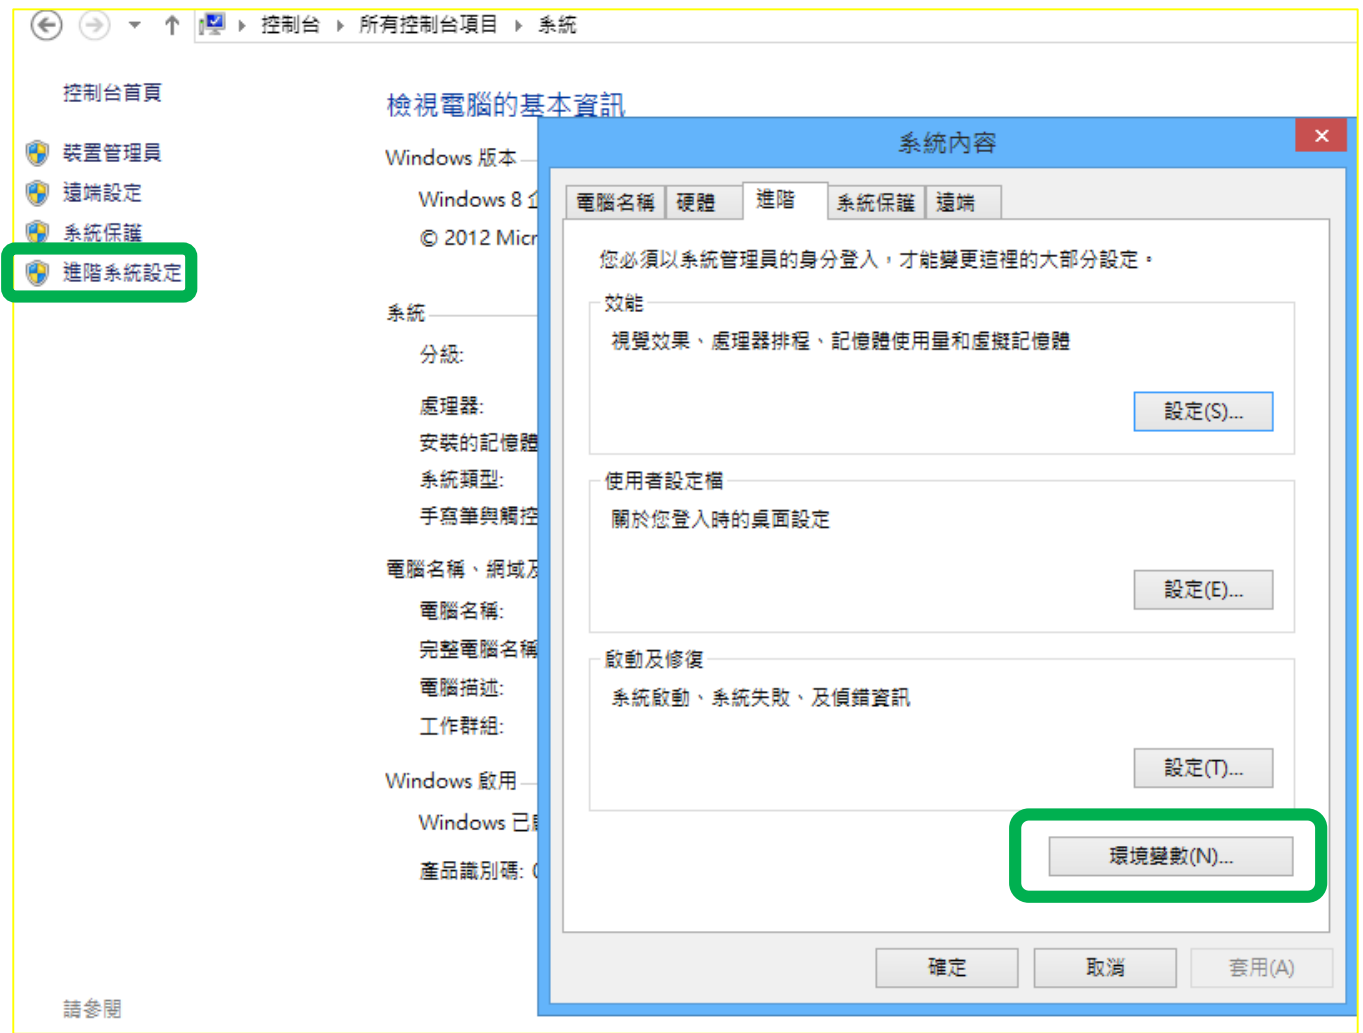 控制台 ▸ 所有控制台項目 ▸ 系統
控制台首頁
裝置管理員
遠端設定
系統保護
進階系統設定
請參閱
檢視電腦的基本資訊
Windows 版本
Windows 8
© 2012 Micr
系統
分級:
處理器:
安裝的記憶體
系統類型:
手寫筆與觸控
電腦名稱、網域及
電腦名稱:
完整電腦名稱
電腦描述:
工作群組:
Windows 啟用
Windows 已
產品識別碼:
系統內容
電腦名稱 硬體 進階 系統保護 遠端
您必須以系統管理員的身分登入，才能變更這裡的大部分設定。
效能
視覺效果、處理器排程、記憶體使用量和虛擬記憶體
設定(S)...
使用者設定檔
關於您登入時的桌面設定
設定(E)...
啟動及修復
系統啟動、系統失敗、及偵錯資訊
設定(T)...
環境變數(N)...
確定 取消 套用(A)